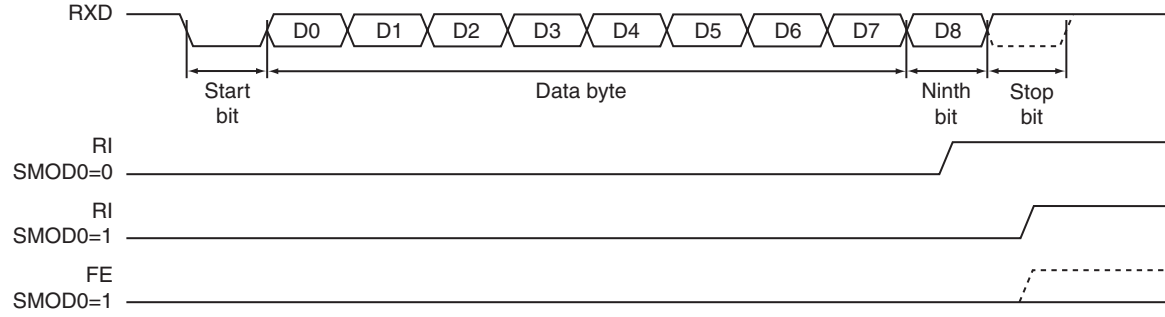 RXD
D0 D1 D2 D3 D4 D5 D6 D7 D8
Start
bit
Data byte
Ninth
bit
Stop
bit
RI
SMOD0=0
RI
SMOD0=1
FE
SMOD0=1